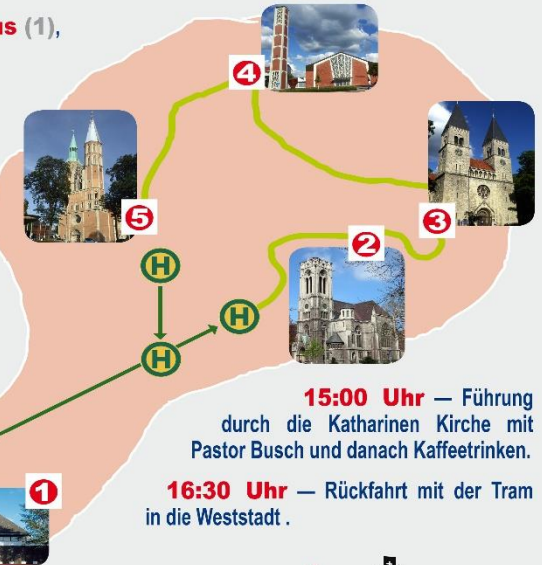 us (1),
4
5
3
2
H
H
H
15:00 Uhr — Führung
durch die Katharinen Kirche mit
Pastor Busch und danach Kaffeetrinken.
1
16:30 Uhr — Rückfahrt mit der Tram
in die Weststadt .